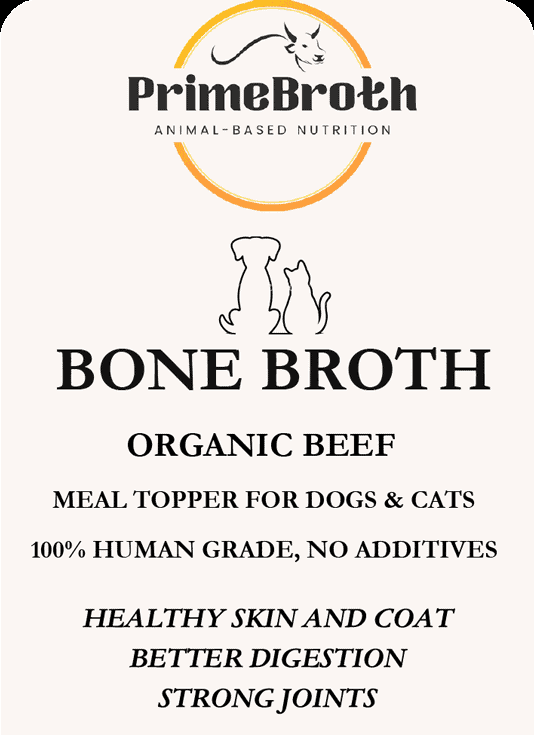 PrimeBroth
ANIMAL-BASED NUTRITION
BONE BROTH
ORGANIC BEEF
MEAL TOPPER FOR DOGS & CATS
100% HUMAN GRADE, NO ADDITIVES
HEALTHY SKIN AND COAT
BETTER DIGESTION
STRONG JOINTS